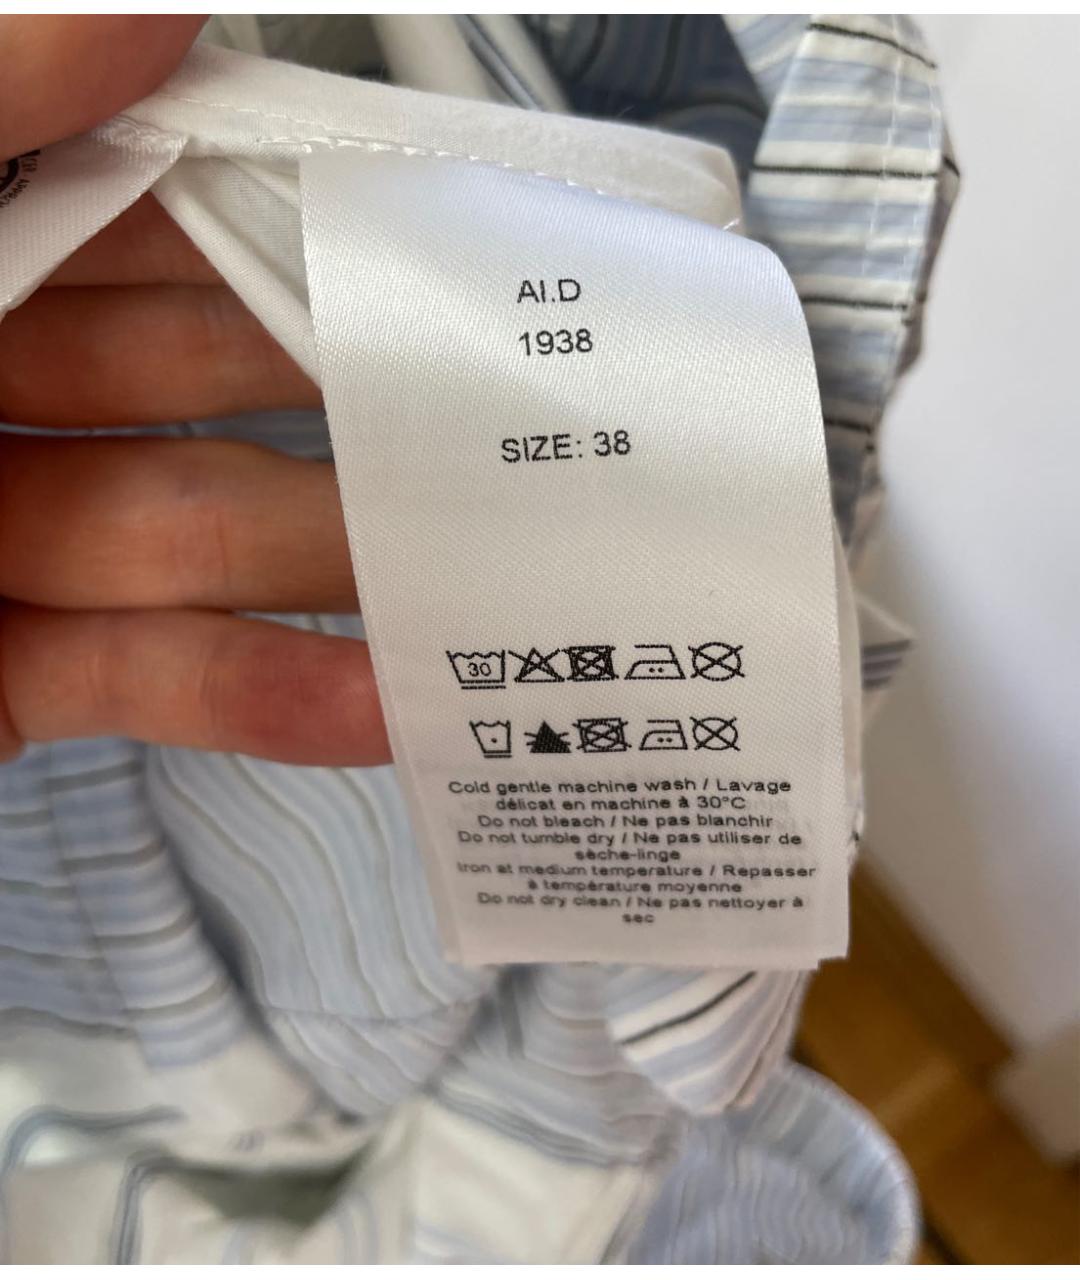 AI.D
1938
SIZE: 38
30
Cold gentle machine wash / Lavage
délicat en machine à 30°C
Do not bleach / Ne pas blanchir
Do not tumble dry / Ne pas utiliser de
sèche-linge
Iron at medium temperature / Repasser
à température moyenne
Do not dry clean / Ne pas nettoyer à
sec